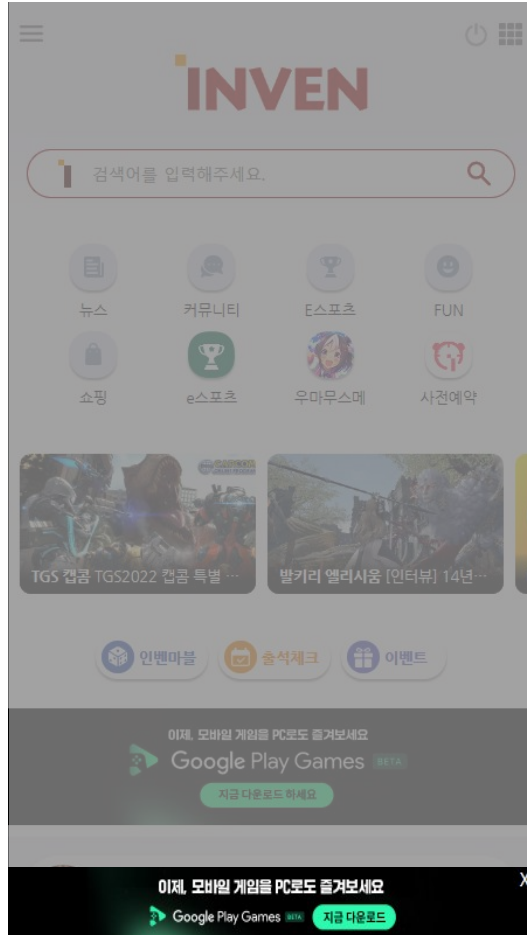 INVEN
검색어를 입력해주세요.
뉴스
커뮤니티
E스포츠
FUN
쇼핑
e스포츠
우마무스메
사전예약
TGS 캡콤 TGS2022 캡콤 특별 ...
발키리 엘리시움 [인터뷰] 14년...
인벤마블
출석체크
이벤트
이제, 모바일 게임을 PC로도 즐겨보세요
Google Play Games BETA
지금 다운로드 하세요
X
이제, 모바일 게임을 PC로도 즐겨보세요
Google Play Games BETA 지금 다운로드